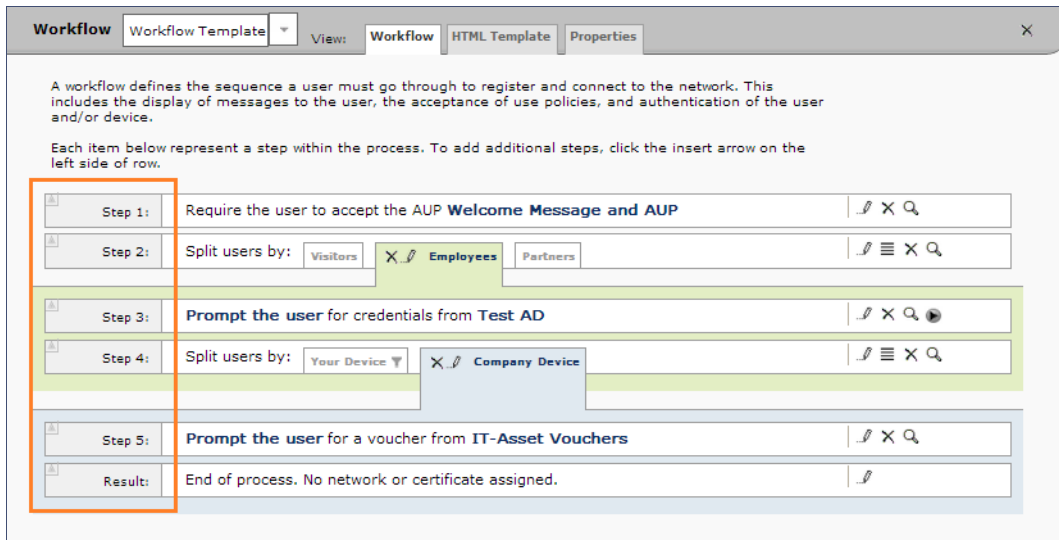 Workflow Workflow Template View: Workflow HTML Template Properties
A workflow defines the sequence a user must go through to register and connect to the network. This
includes the display of messages to the user, the acceptance of use policies, and authentication of the user
and/or device.
Each item below represent a step within the process. To add additional steps, click the insert arrow on the
left side of row.
Step 1: Require the user to accept the AUP Welcome Message and AUP
Step 2: Split users by: Visitors Employees Partners
Step 3: Prompt the user for credentials from Test AD
Step 4: Split users by: Your Device Company Device
Step 5: Prompt the user for a voucher from IT-Asset Vouchers
Result: End of process. No network or certificate assigned.